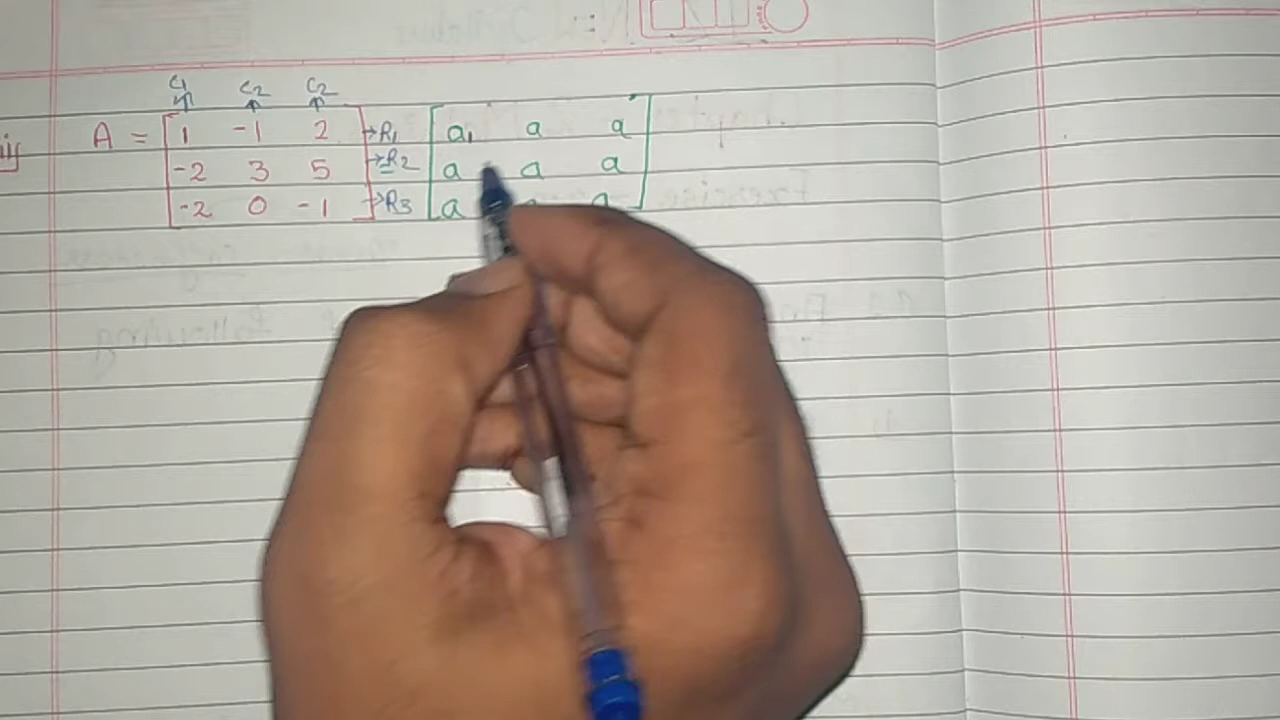 C1 C2 C2
A = 1 -1 2 →R1 a1 a a
-2 3 5 →R2 a a a
-2 0 -1 →R3 a